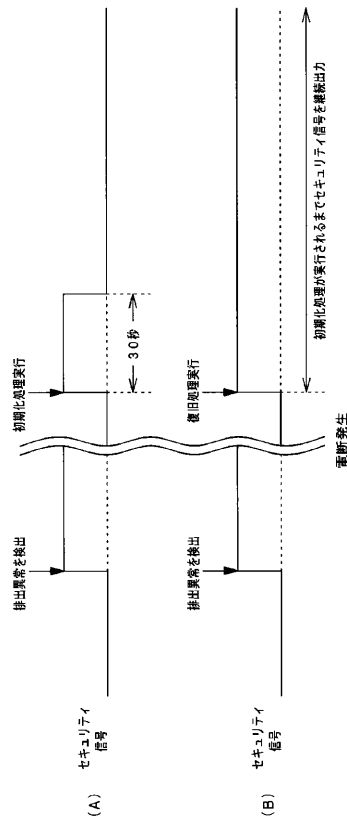 (A)
セキュリティ
信号
排出異常を検出
初期化処理実行
30秒
(B)
セキュリティ
信号
排出異常を検出
復旧処理実行
初期化処理が実行されるまでセキュリティ信号を継続出力
電断発生